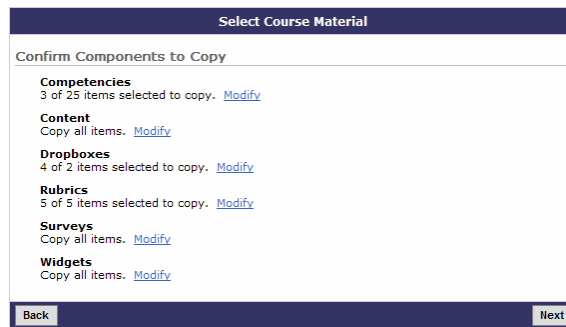 Select Course Material
Confirm Components to Copy
Competencies
3 of 25 items selected to copy. Modify
Content
Copy all items. Modify
Dropboxes
4 of 2 items selected to copy. Modify
Rubrics
5 of 5 items selected to copy. Modify
Surveys
Copy all items. Modify
Widgets
Copy all items. Modify
Back Next